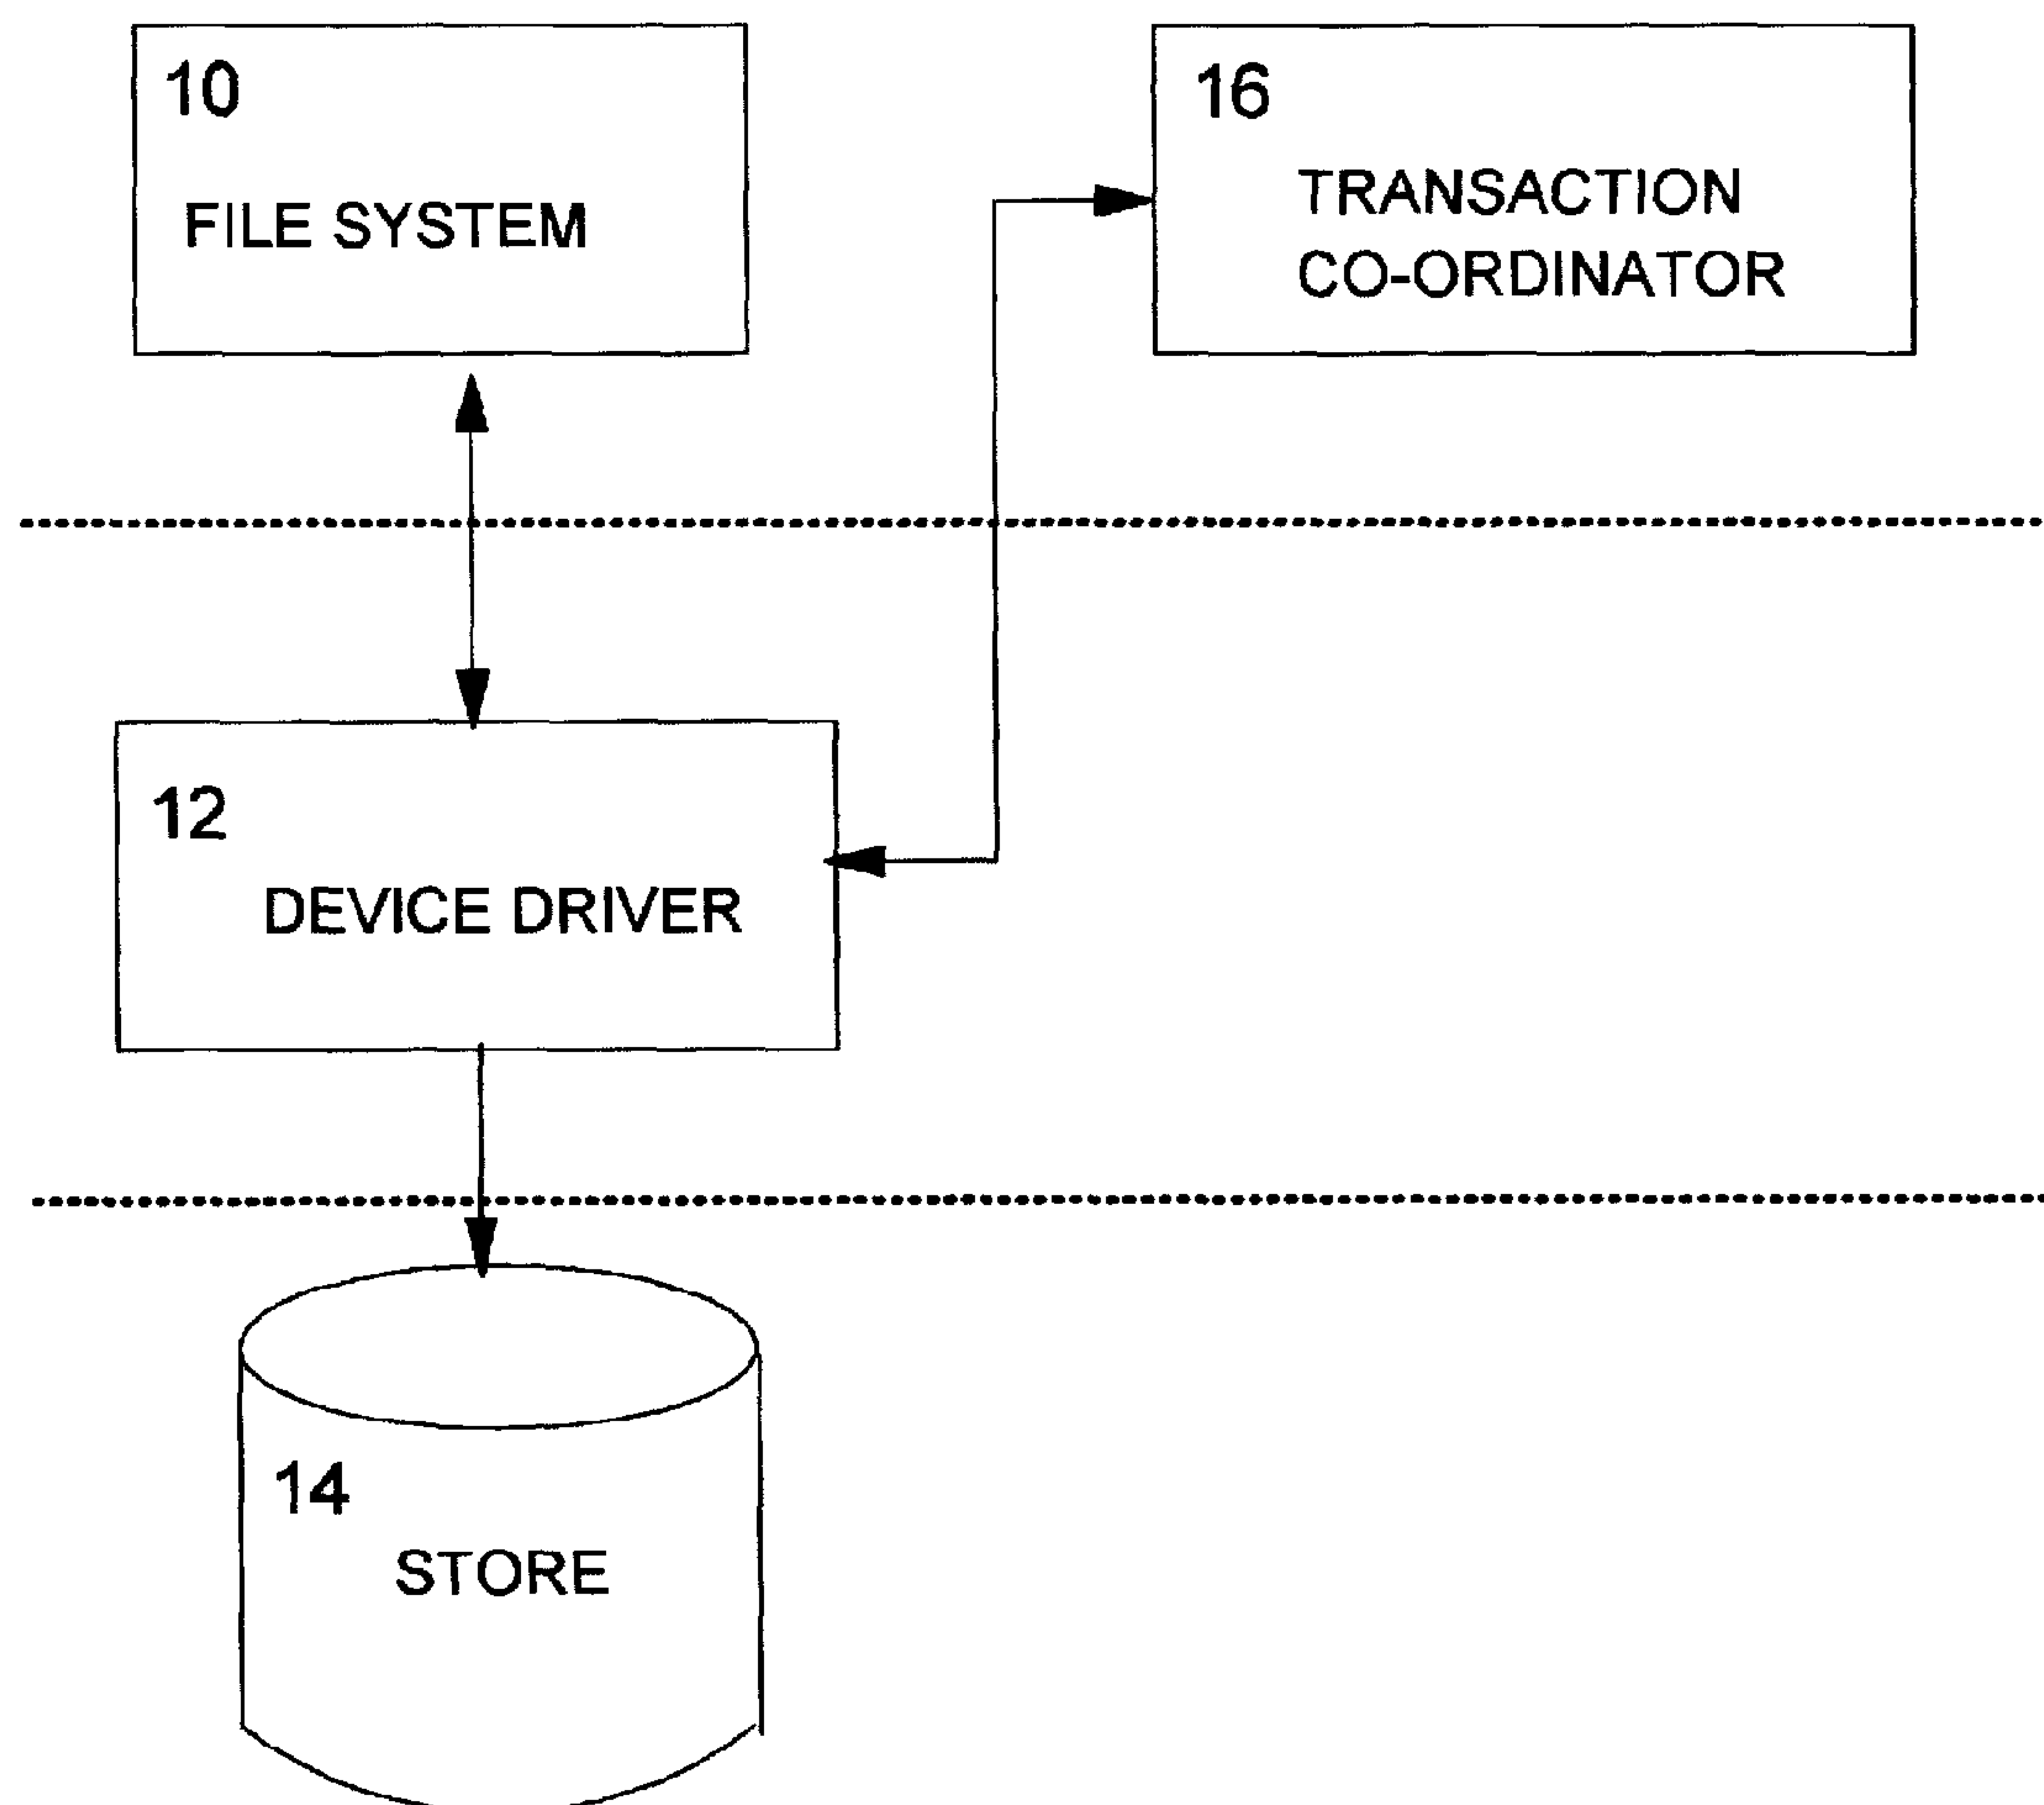 10
FILE SYSTEM
16
TRANSACTION
CO-ORDINATOR
12
DEVICE DRIVER
14
STORE